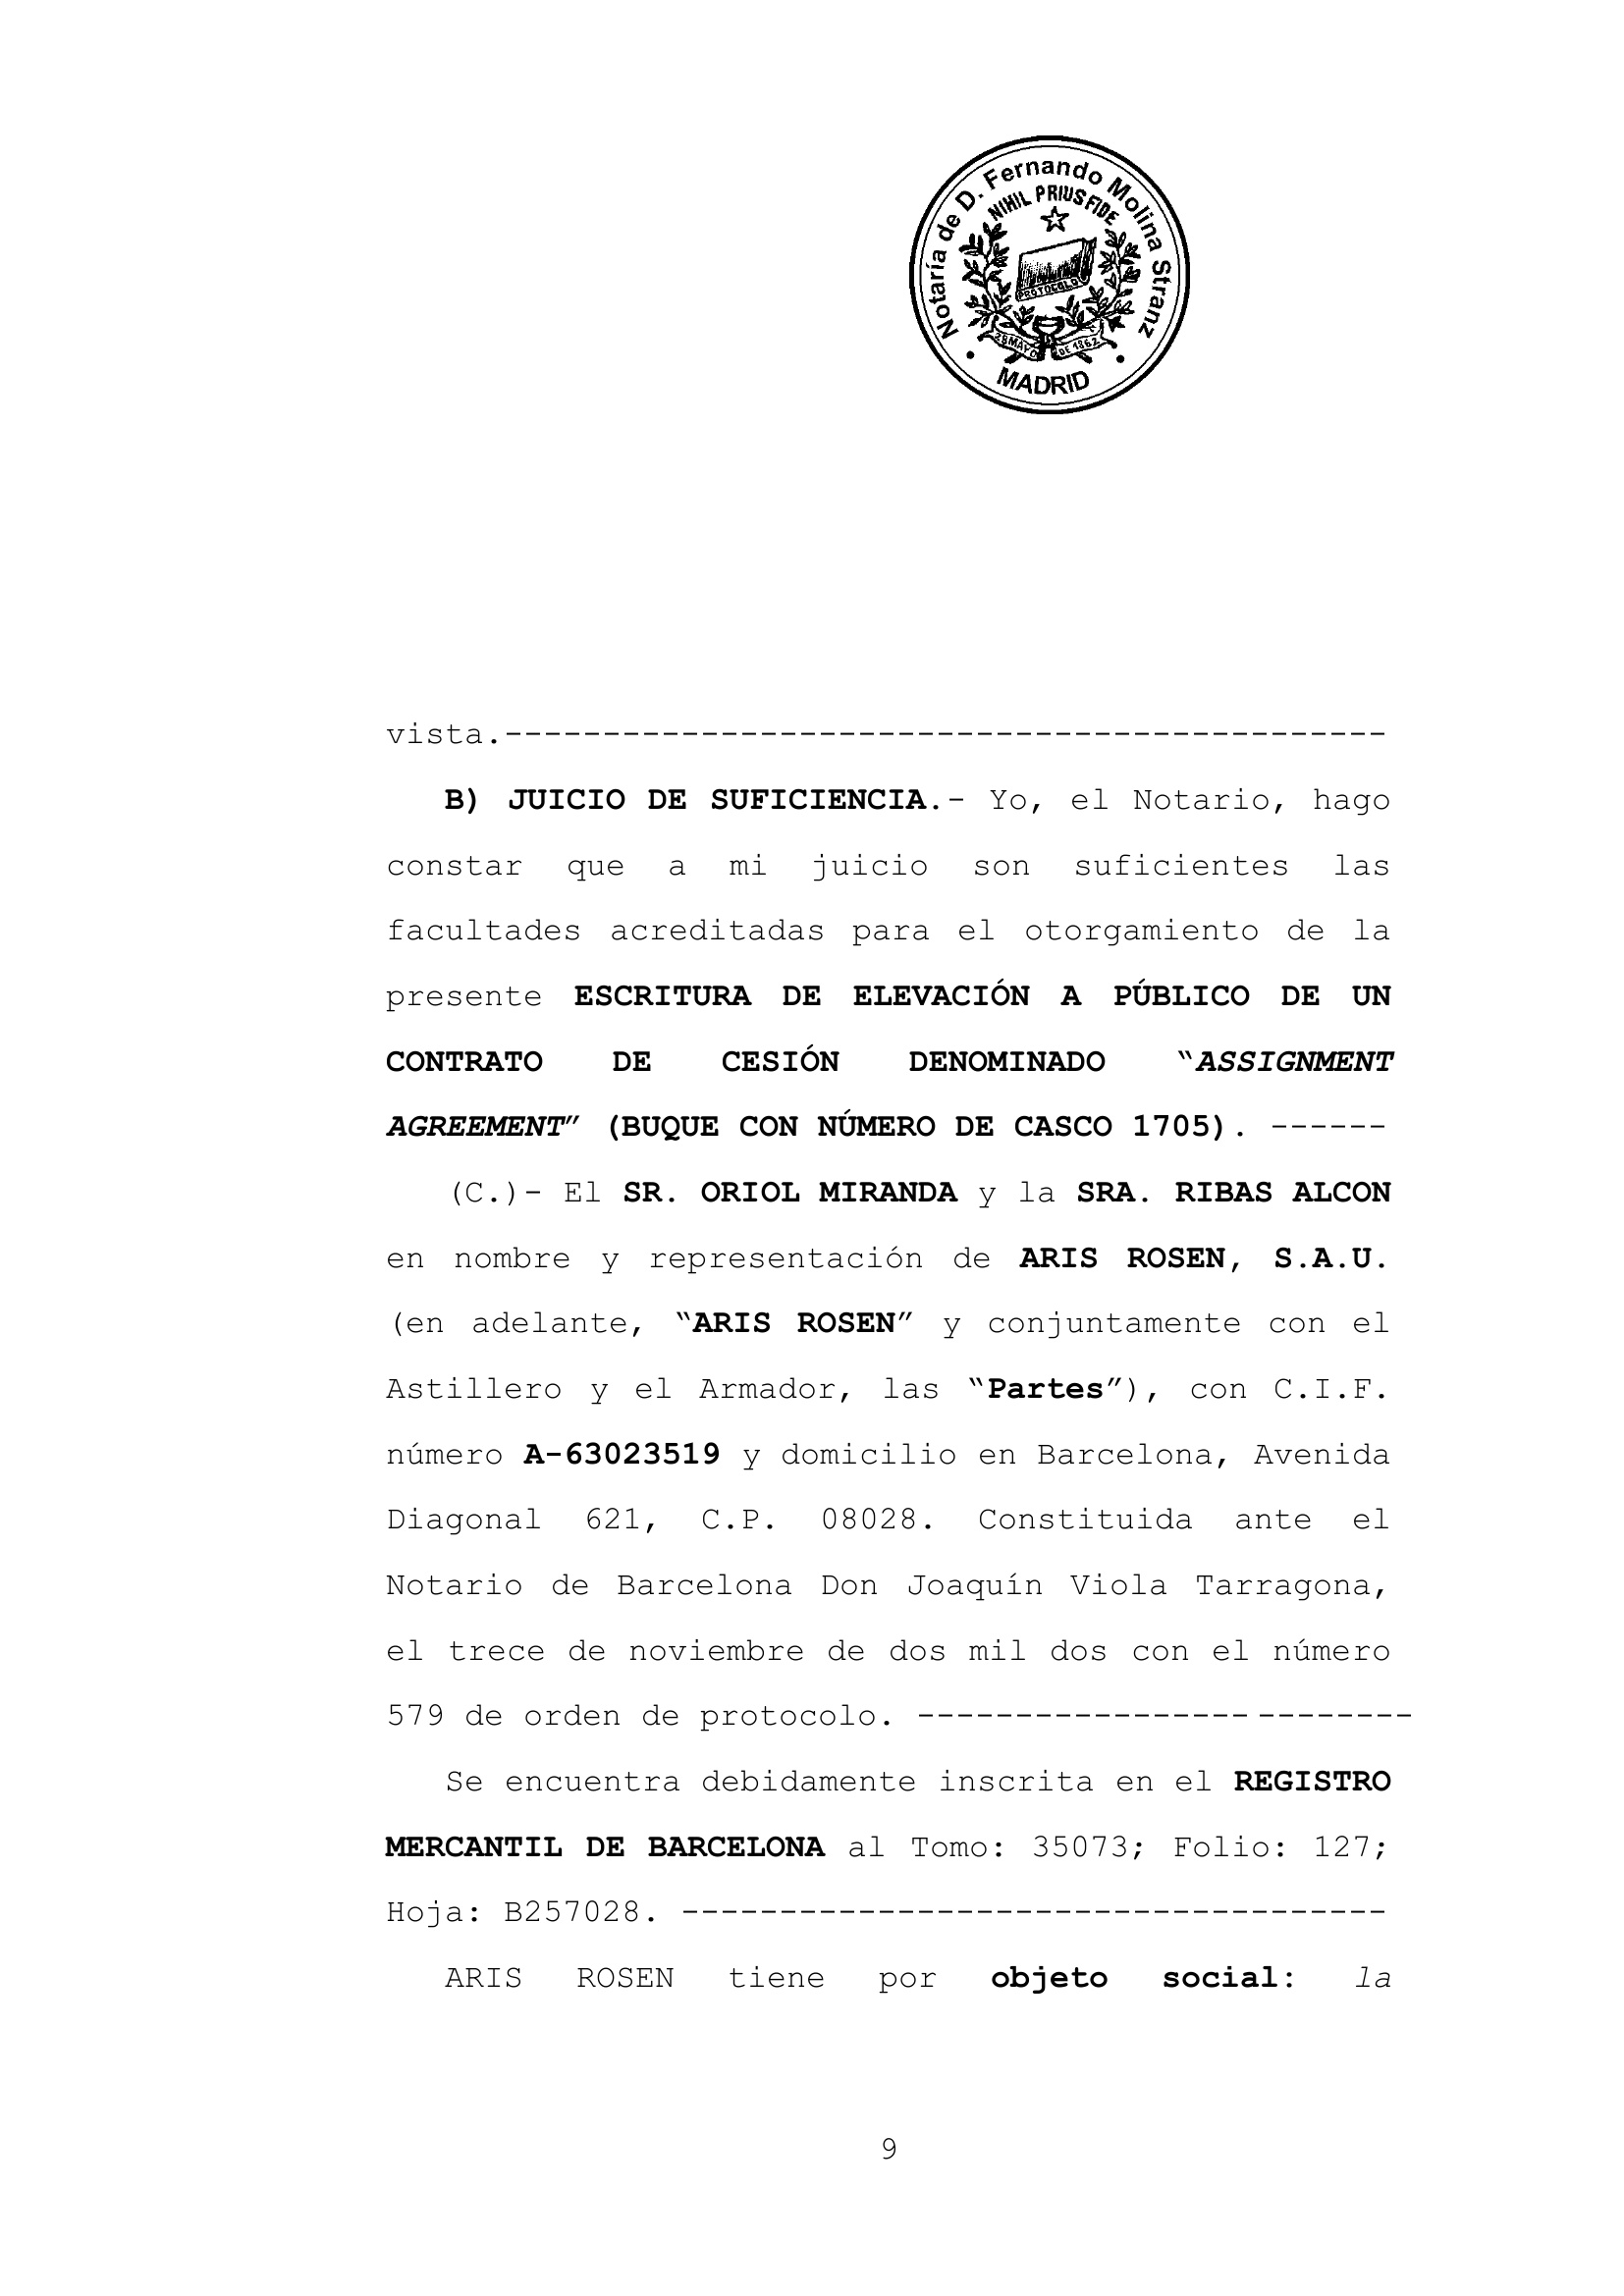 Notaría de D. Fernando Molina Stranz
NIHIL PRIUS FIDE
PROTOCOLO
28 MAYO DE 1862
MADRID
vista.---------------------------------------------
B) JUICIO DE SUFICIENCIA.- Yo, el Notario, hago
constar que a mi juicio son suficientes las
facultades acreditadas para el otorgamiento de la
presente ESCRITURA DE ELEVACIÓN A PÚBLICO DE UN
CONTRATO DE CESIÓN DENOMINADO “ASSIGNMENT
AGREEMENT” (BUQUE CON NÚMERO DE CASCO 1705). ------
(C.)- El SR. ORIOL MIRANDA y la SRA. RIBAS ALCON
en nombre y representación de ARIS ROSEN, S.A.U.
(en adelante, “ARIS ROSEN” y conjuntamente con el
Astillero y el Armador, las “Partes”), con C.I.F.
número A-63023519 y domicilio en Barcelona, Avenida
Diagonal 621, C.P. 08028. Constituida ante el
Notario de Barcelona Don Joaquín Viola Tarragona,
el trece de noviembre de dos mil dos con el número
579 de orden de protocolo. ----------------- --------
Se encuentra debidamente inscrita en el REGISTRO
MERCANTIL DE BARCELONA al Tomo: 35073; Folio: 127;
Hoja: B257028. ------------------------------------
ARIS ROSEN tiene por objeto social: la
9